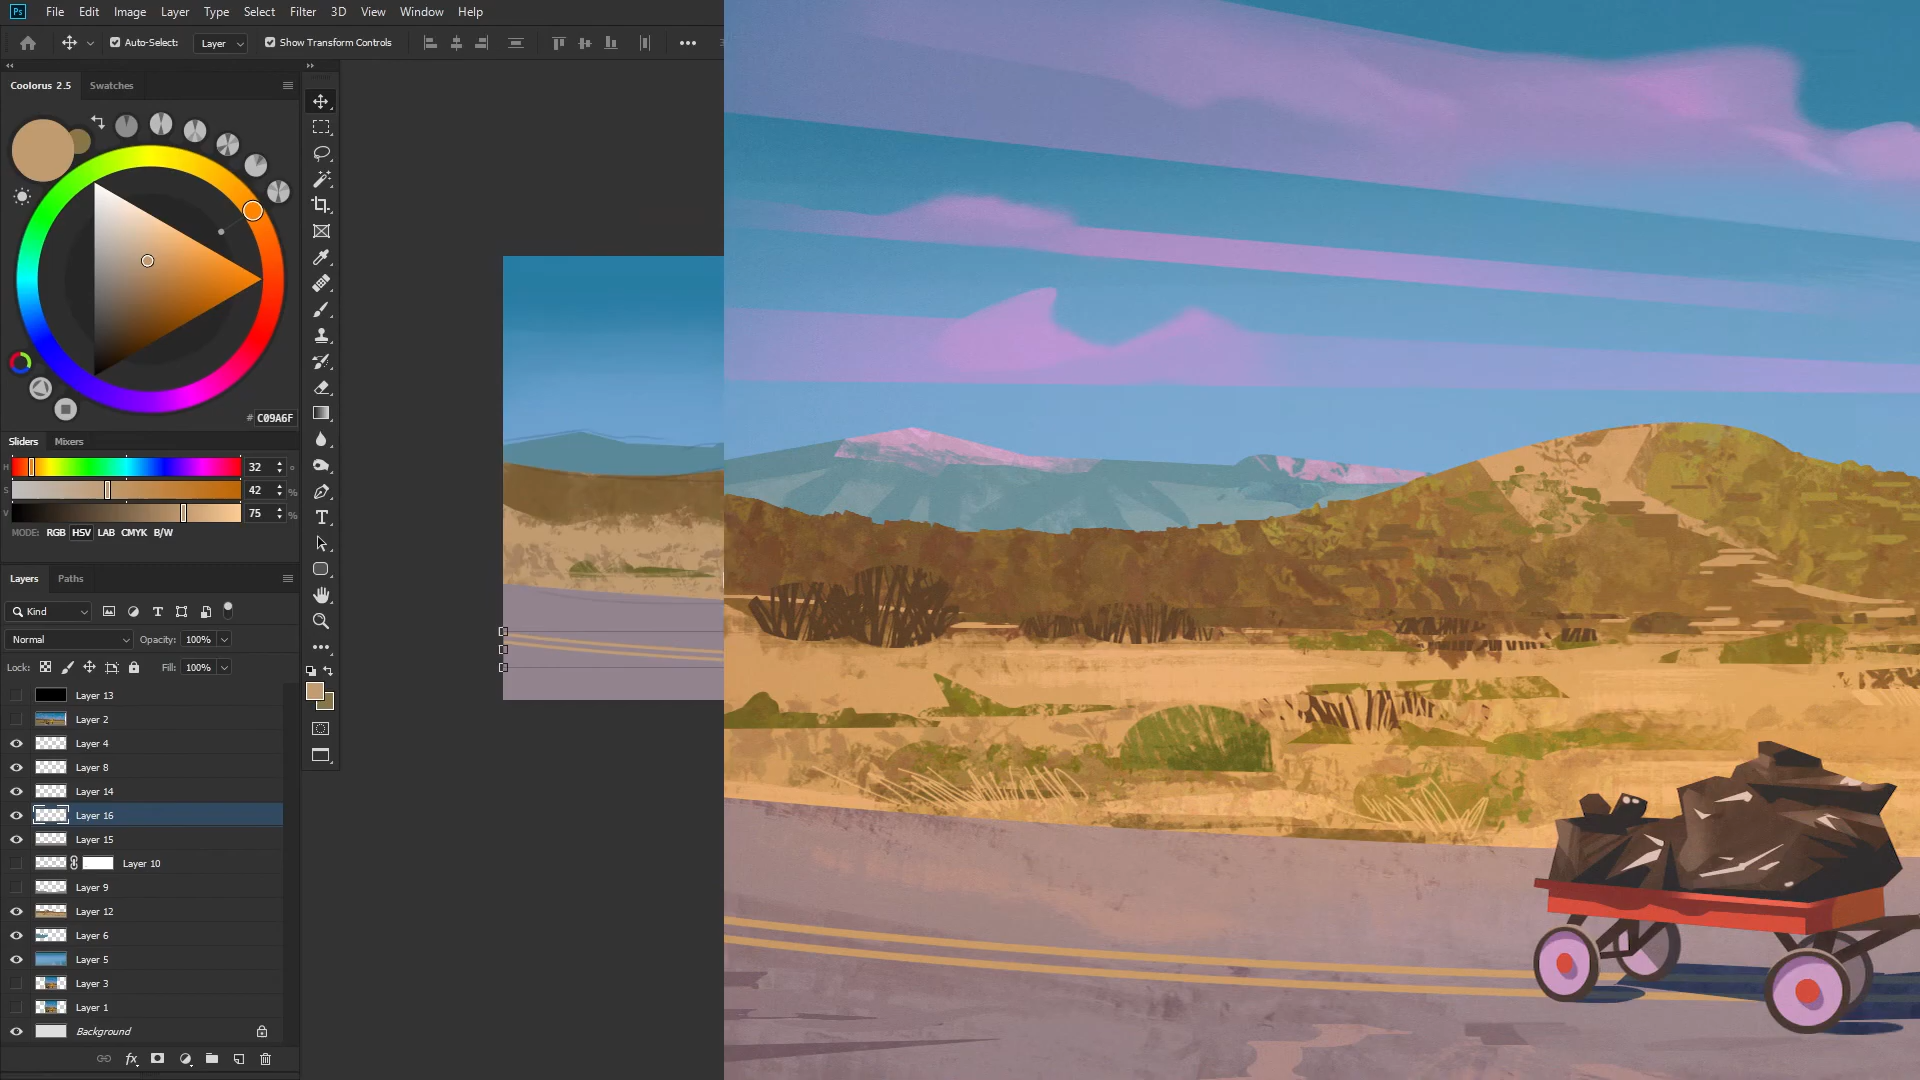 Ps File Edit Image Layer Type Select Filter 3D View Window Help
Auto-Select: Layer Show Transform Controls
Coolorus 2.5 Swatches
# C09A6F
Sliders Mixers
H 32 °
S 42 %
V 75 %
MODE: RGB HSV LAB CMYK B/W
Layers Paths
Kind
Normal Opacity: 100%
Lock: Fill: 100%
Layer 13
Layer 2
Layer 4
Layer 8
Layer 14
Layer 16
Layer 15
Layer 10
Layer 9
Layer 12
Layer 6
Layer 5
Layer 3
Layer 1
Background
fx